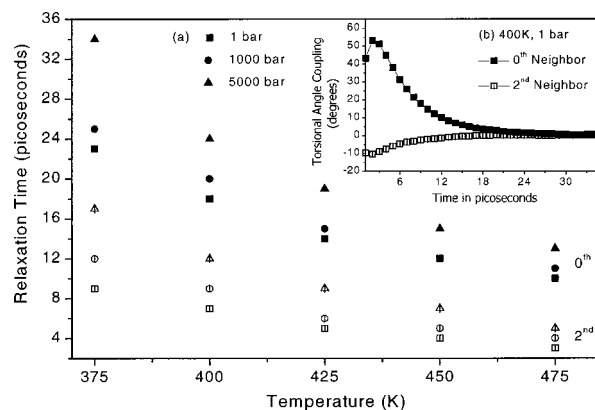 (a)
1 bar
1000 bar
5000 bar
(b) 400K, 1 bar
0th Neighbor
2nd Neighbor
Torsional Angle Coupling
(degrees)
60
50
40
30
20
10
0
-10
-20
6
12
18
24
30
Time in picoseconds
Relaxation Time (picoseconds)
36
32
28
24
20
16
12
8
4
0th
2nd
375
400
425
450
475
Temperature (K)